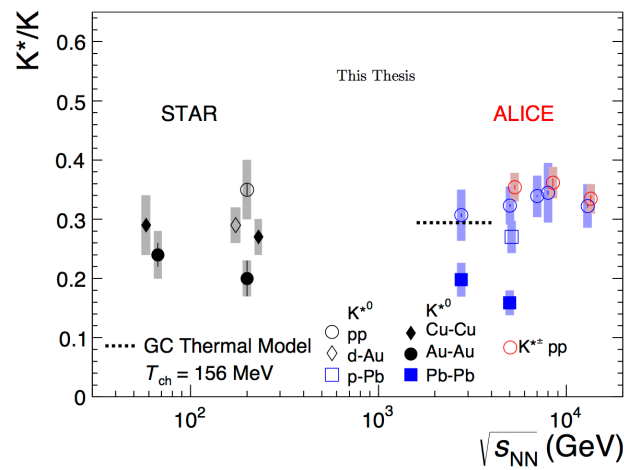 K*/K
0.6
0.5
0.4
0.3
0.2
0.1
0
This Thesis
STAR
ALICE
K*⁰
K*⁰
pp
Cu-Cu
GC Thermal Model
d-Au
Au-Au
K*± pp
T_ch = 156 MeV
p-Pb
Pb-Pb
10²
10³
10⁴
√s_NN (GeV)